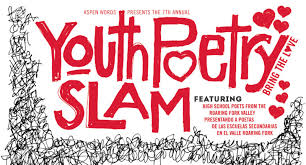 ASPEN WORDS PRESENTS THE 7TH ANNUAL
Youth Poetry
SLAM
BRING THE LOVE
FEATURING
HIGH SCHOOL POETS FROM THE
ROARING FORK VALLEY
PRESENTANDO A POETAS
DE LAS ESCUELAS SECUNDARIAS
EN EL VALLE ROARING FORK